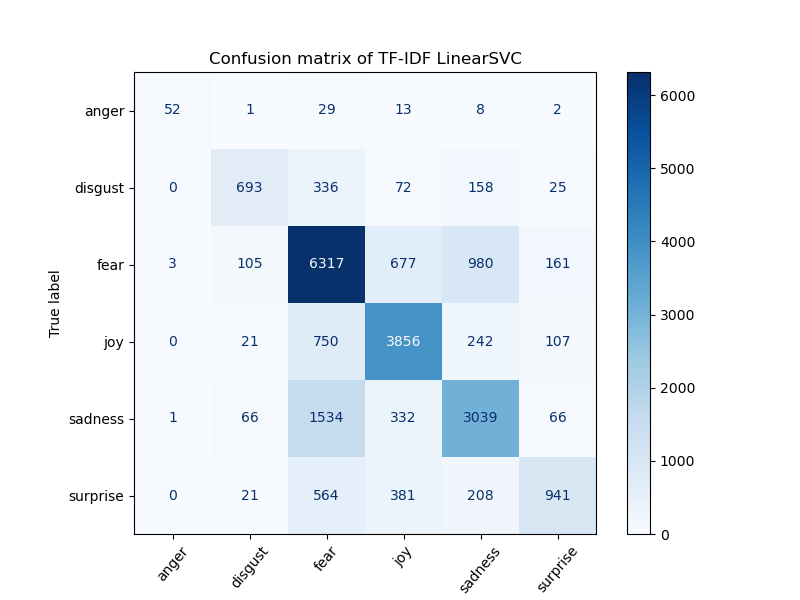 Confusion matrix of TF-IDF LinearSVC
True label
anger 52 1 29 13 8 2
disgust 0 693 336 72 158 25
fear 3 105 6317 677 980 161
joy 0 21 750 3856 242 107
sadness 1 66 1534 332 3039 66
surprise 0 21 564 381 208 941
anger disgust fear joy sadness surprise
6000
5000
4000
3000
2000
1000
0